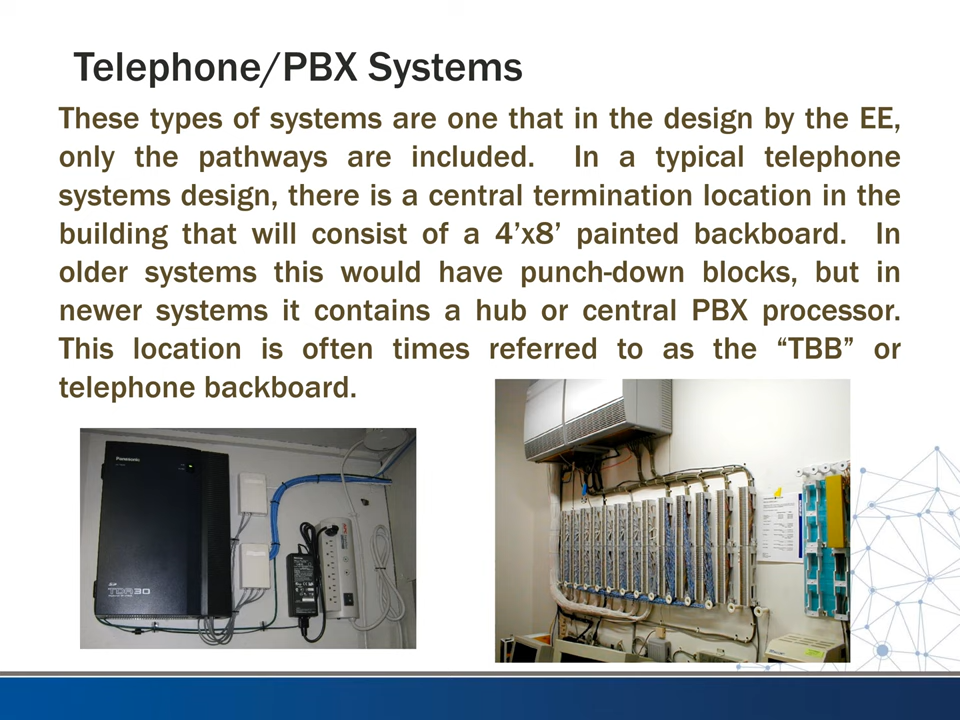 Telephone/PBX Systems
These types of systems are one that in the design by the EE,
only the pathways are included. In a typical telephone
systems design, there is a central termination location in the
building that will consist of a 4’x8’ painted backboard. In
older systems this would have punch-down blocks, but in
newer systems it contains a hub or central PBX processor.
This location is often times referred to as the “TBB” or
telephone backboard.
Panasonic
TDA30